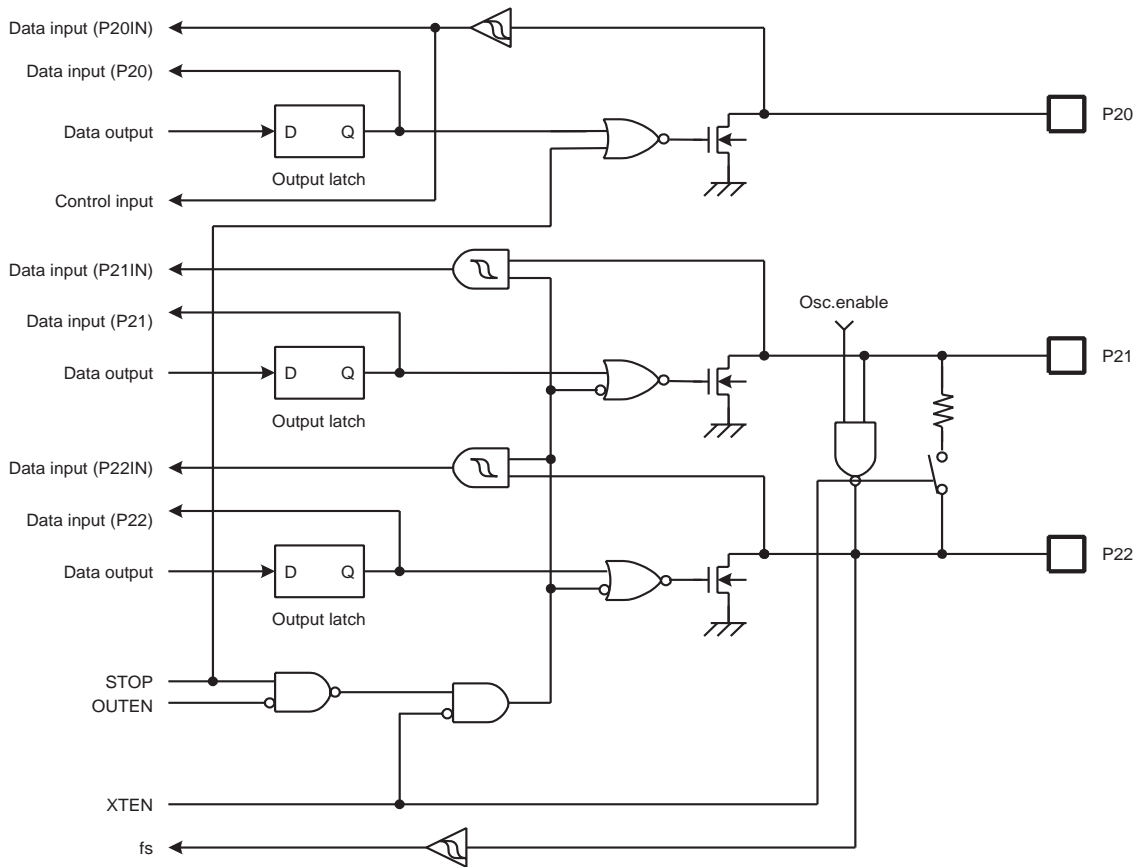 Data input (P20IN)
Data input (P20)
Data output
D Q
Output latch
Control input
P20
Data input (P21IN)
Data input (P21)
Data output
D Q
Output latch
Osc.enable
P21
Data input (P22IN)
Data input (P22)
Data output
D Q
Output latch
P22
STOP
OUTEN
XTEN
fs